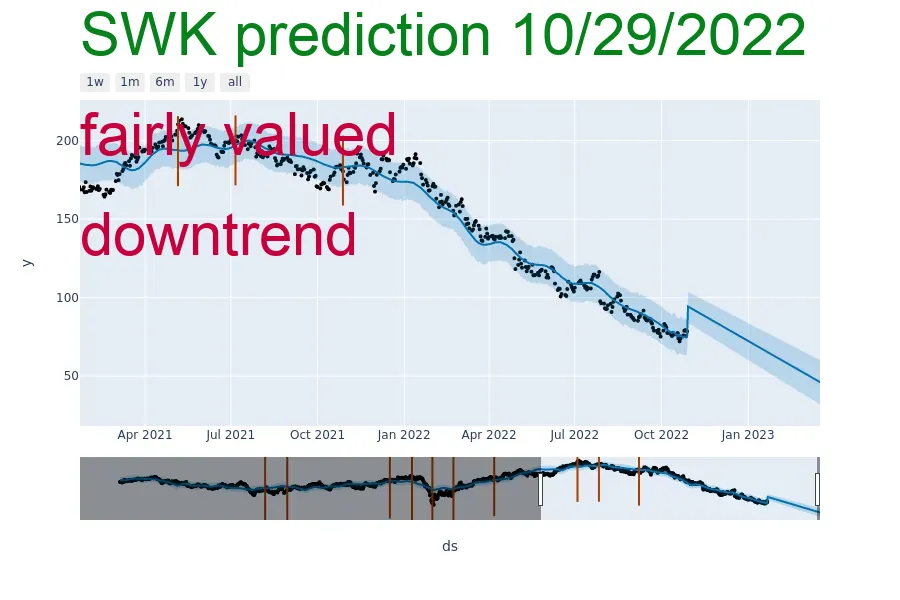 SWK prediction 10/29/2022
1w 1m 6m 1y all
fairly valued
downtrend
200
150
100
50
y
Apr 2021 Jul 2021 Oct 2021 Jan 2022 Apr 2022 Jul 2022 Oct 2022 Jan 2023
ds